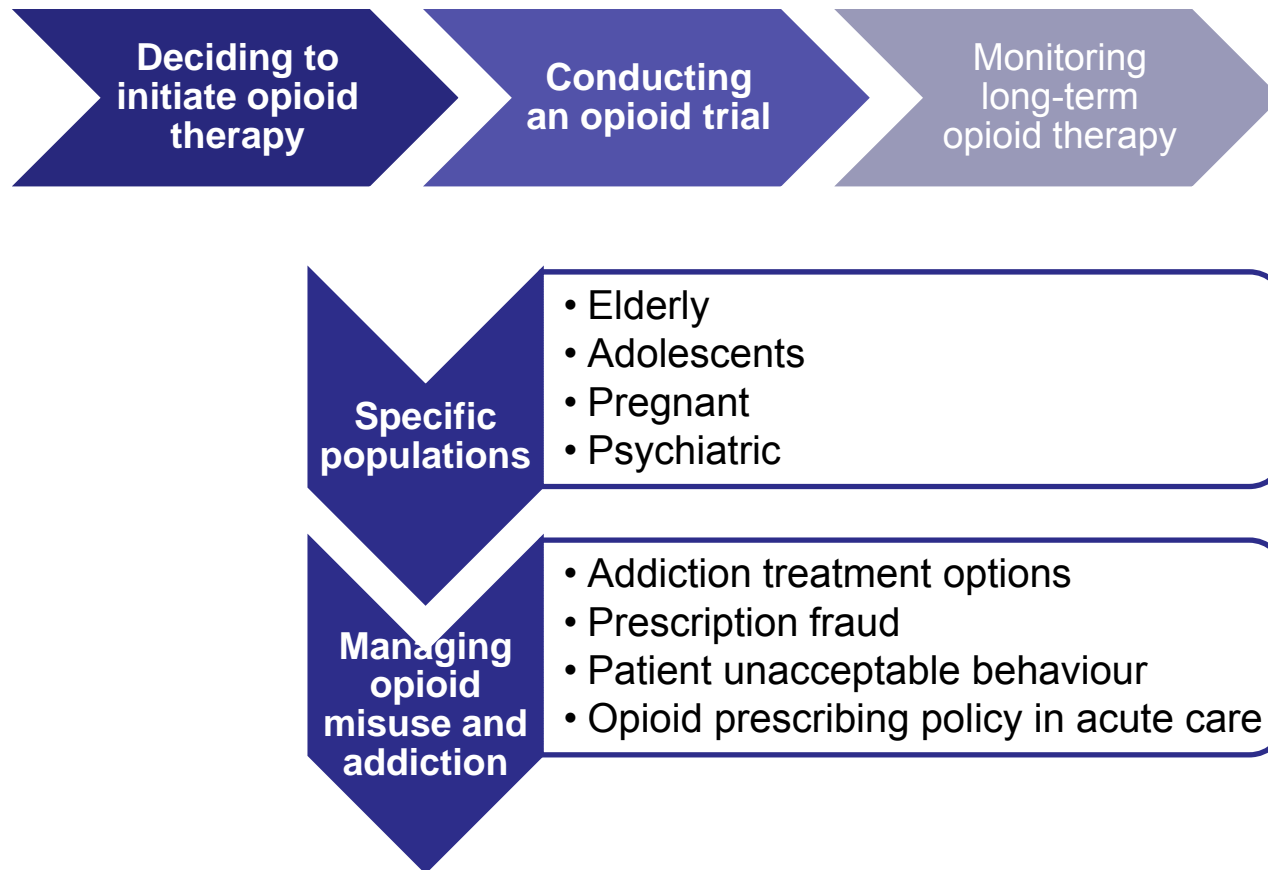 Deciding to
initiate opioid
therapy
Conducting
an opioid trial
Monitoring
long-term
opioid therapy
Specific
populations
• Elderly
• Adolescents
• Pregnant
• Psychiatric
Managing
opioid
misuse and
addiction
• Addiction treatment options
• Prescription fraud
• Patient unacceptable behaviour
• Opioid prescribing policy in acute care